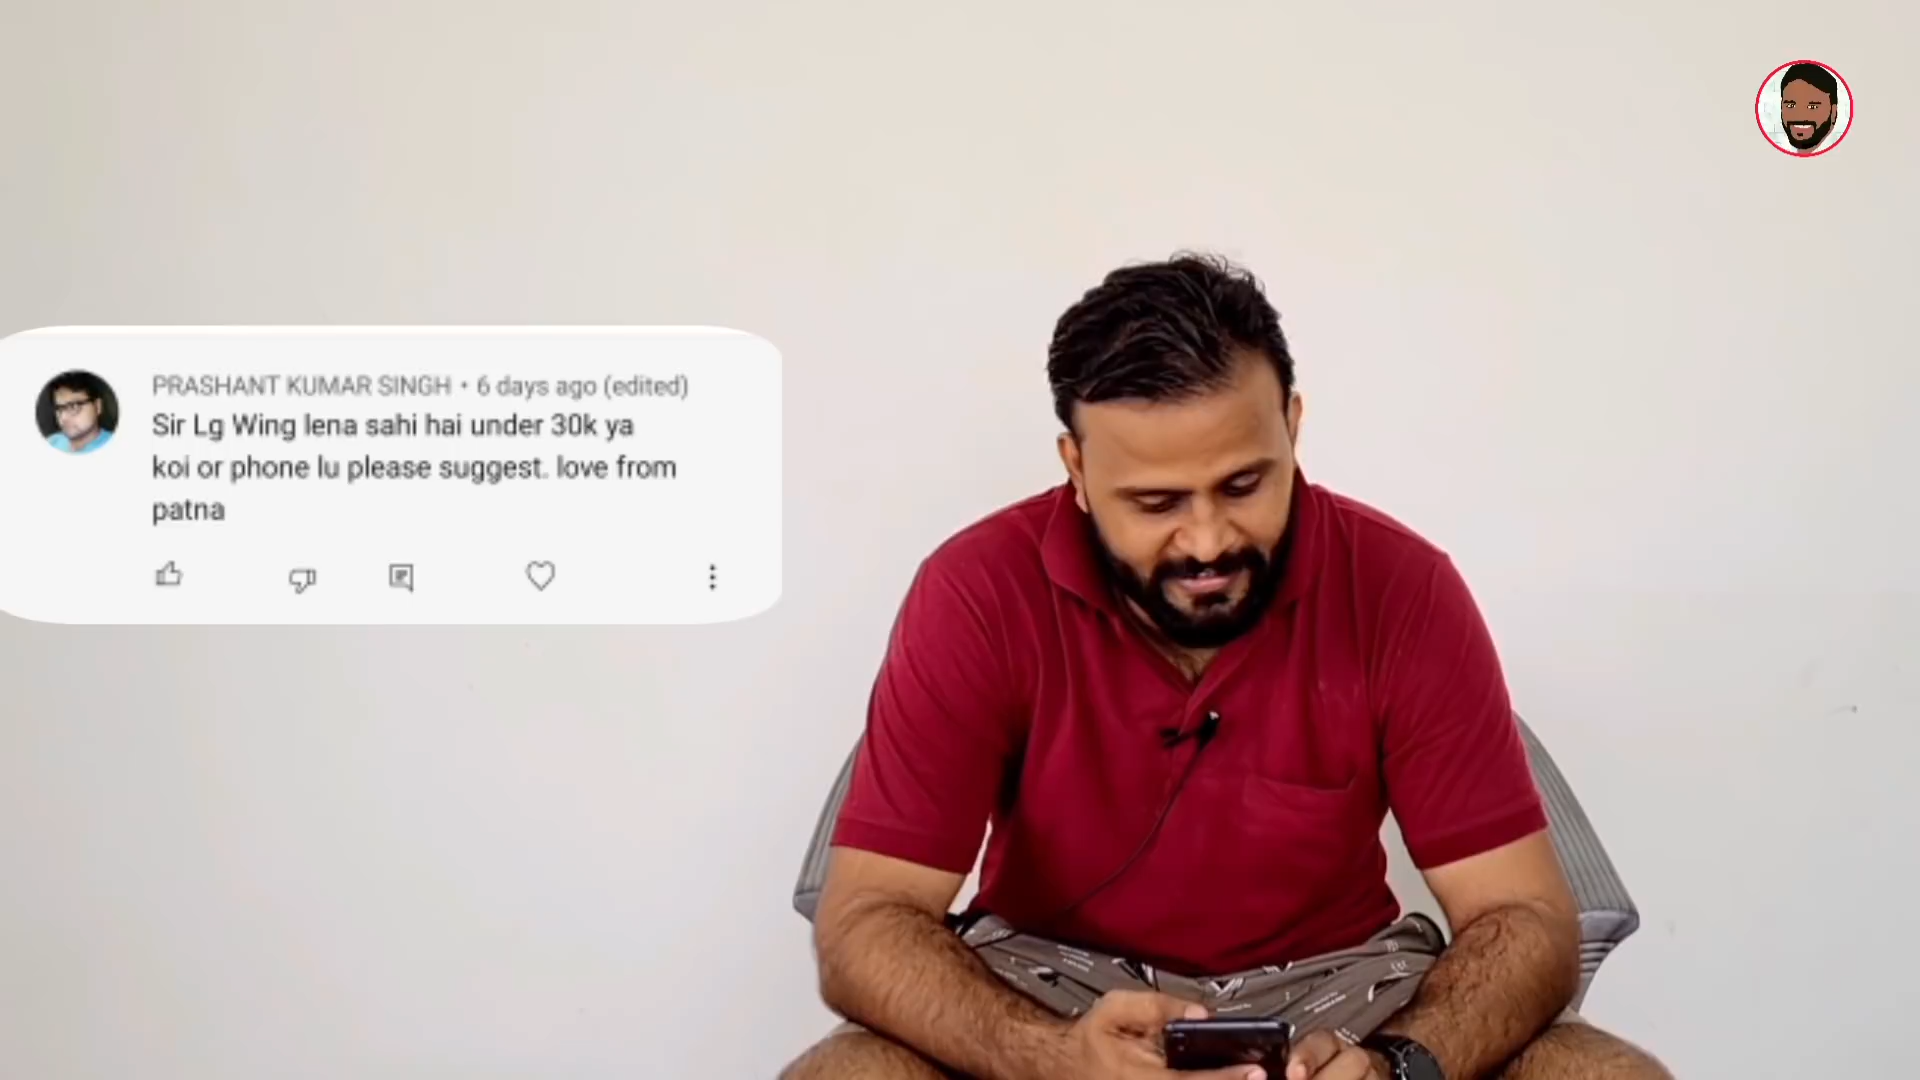 PRASHANT KUMAR SINGH • 6 days ago (edited)
Sir Lg Wing lena sahi hai under 30k ya
koi or phone lu please suggest. love from
patna